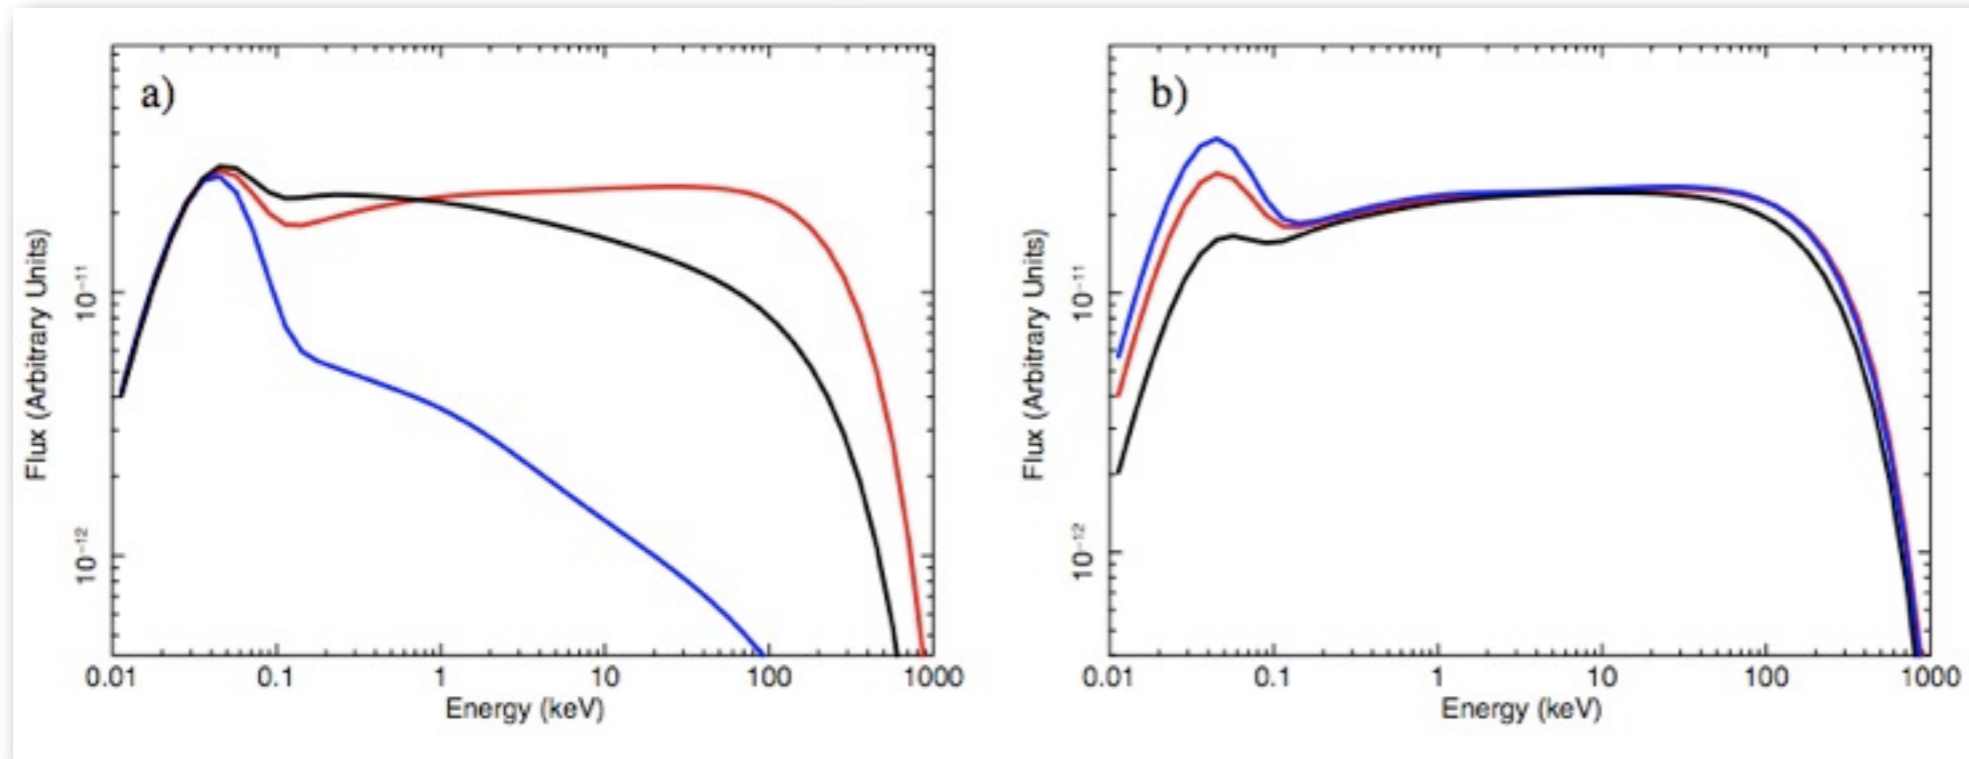 a)
Flux (Arbitrary Units)
10⁻¹¹
10⁻¹²
0.01 0.1 1 10 100 1000
Energy (keV)
b)
Flux (Arbitrary Units)
10⁻¹¹
10⁻¹²
0.01 0.1 1 10 100 1000
Energy (keV)